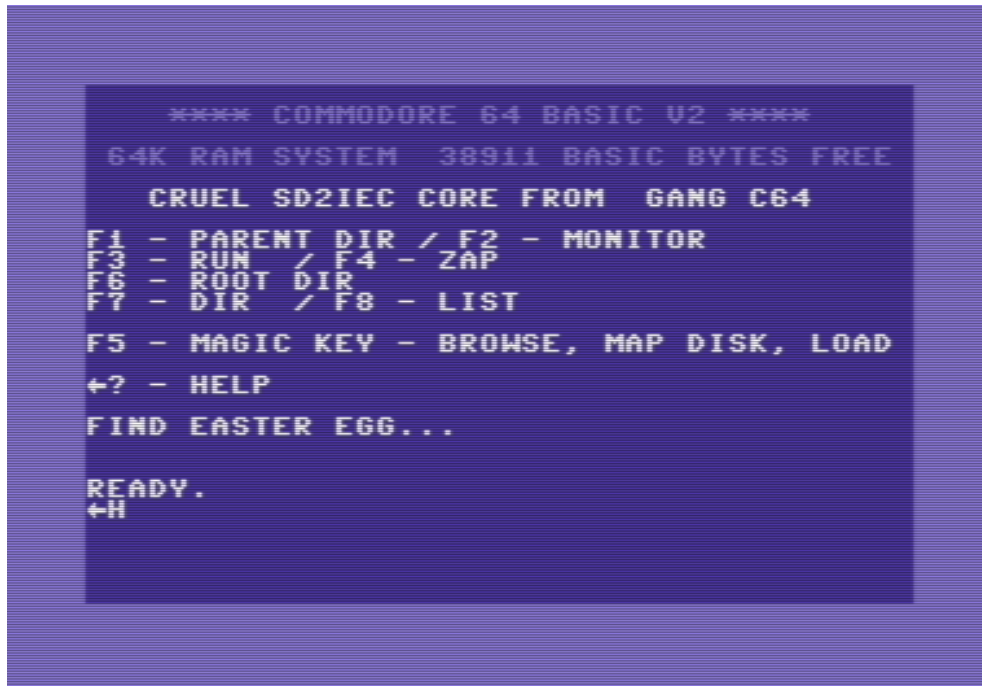 **** COMMODORE 64 BASIC V2 ****
64K RAM SYSTEM  38911 BASIC BYTES FREE
CRUEL SD2IEC CORE FROM  GANG C64
F1 - PARENT DIR / F2 - MONITOR
F3 - RUN  / F4 - ZAP
F6 - ROOT DIR
F7 - DIR  / F8 - LIST
F5 - MAGIC KEY - BROWSE, MAP DISK, LOAD
←? - HELP
FIND EASTER EGG...
READY.
←H